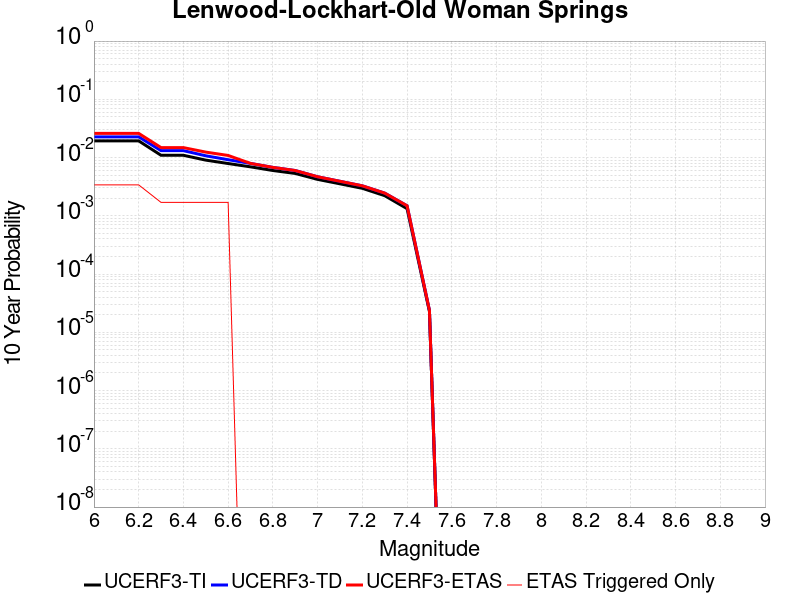 Lenwood-Lockhart-Old Woman Springs
10 0
10 -1
10 -2
10 -3
10 -4
10 -5
10 -6
10 -7
10 -8
10 Year Probability
6 6.2 6.4 6.6 6.8 7 7.2 7.4 7.6 7.8 8 8.2 8.4 8.6 8.8 9
Magnitude
UCERF3-TI UCERF3-TD UCERF3-ETAS ETAS Triggered Only